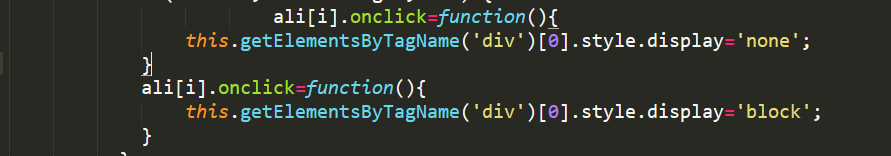 ali[i].onclick=function(){
this.getElementsByTagName('div')[0].style.display='none';
}
ali[i].onclick=function(){
this.getElementsByTagName('div')[0].style.display='block';
}